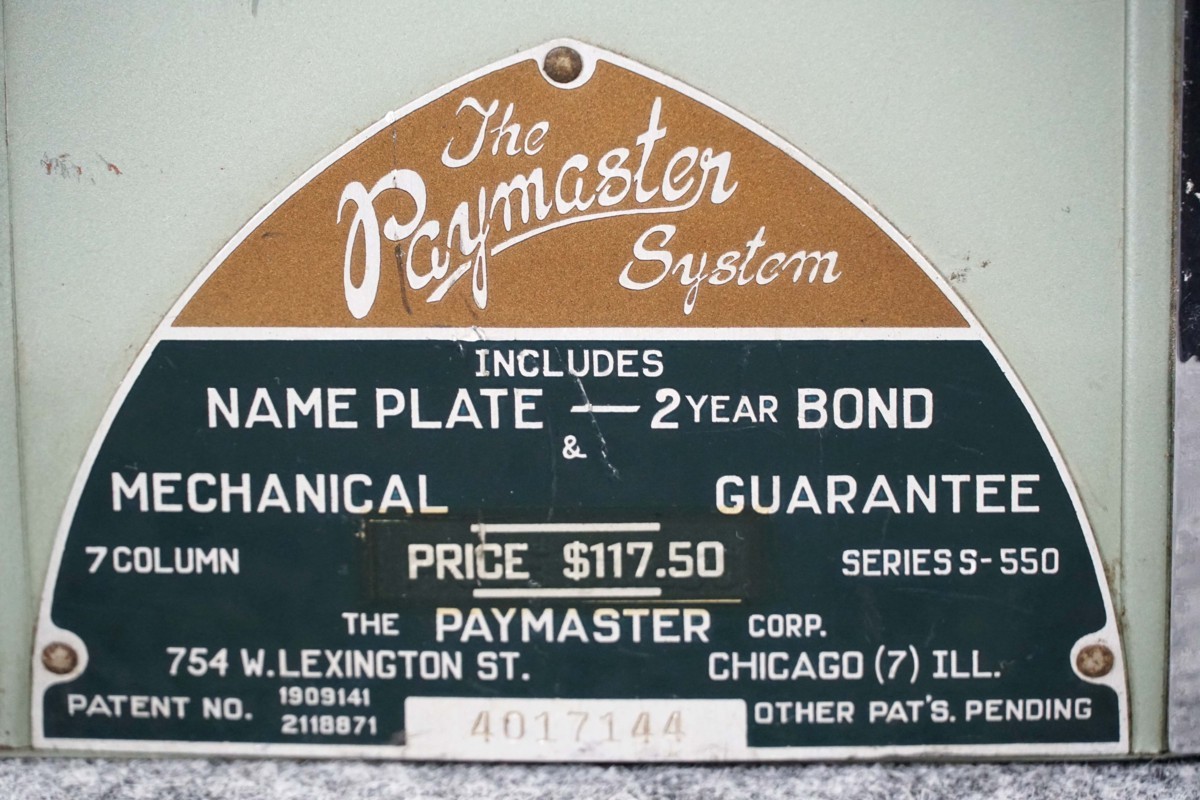 The
Paymaster
System
INCLUDES
NAME PLATE — 2 YEAR BOND
&
MECHANICAL GUARANTEE
7 COLUMN PRICE $117.50 SERIES S-550
THE PAYMASTER CORP.
754 W. LEXINGTON ST. CHICAGO (7) ILL.
PATENT NO. 1909141
2118871
4017144
OTHER PAT'S. PENDING